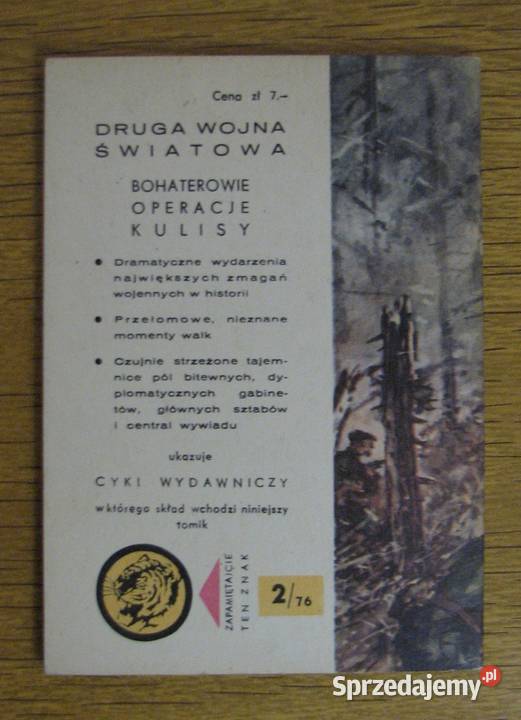 Cena zł 7.–
DRUGA WOJNA
ŚWIATOWA
BOHATEROWIE
OPERACJE
KULISY
● Dramatyczne wydarzenia
największych zmagań
wojennych w historii
● Przełomowe, nieznane
momenty walk
● Czujnie strzeżone tajem-
nice pól bitewnych, dy-
plomatycznych gabine-
tów, głównych sztabów
i central wywiadu
ukazuje
CYKL WYDAWNICZY
w którego skład wchodzi niniejszy
tomik
ZAPAMIĘTAJCIE
TEN ZNAK
2/76
Sprzedajemy.pl